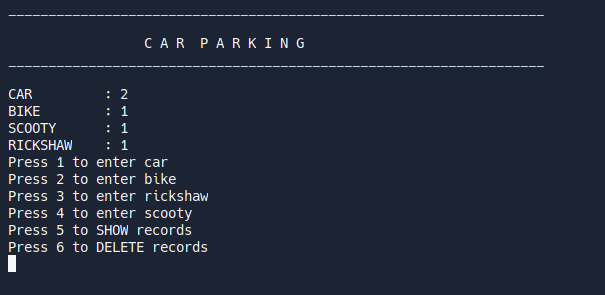 ___________________________________________________________________
C A R  P A R K I N G
___________________________________________________________________
CAR         : 2
BIKE        : 1
SCOOTY      : 1
RICKSHAW    : 1
Press 1 to enter car
Press 2 to enter bike
Press 3 to enter rickshaw
Press 4 to enter scooty
Press 5 to SHOW records
Press 6 to DELETE records